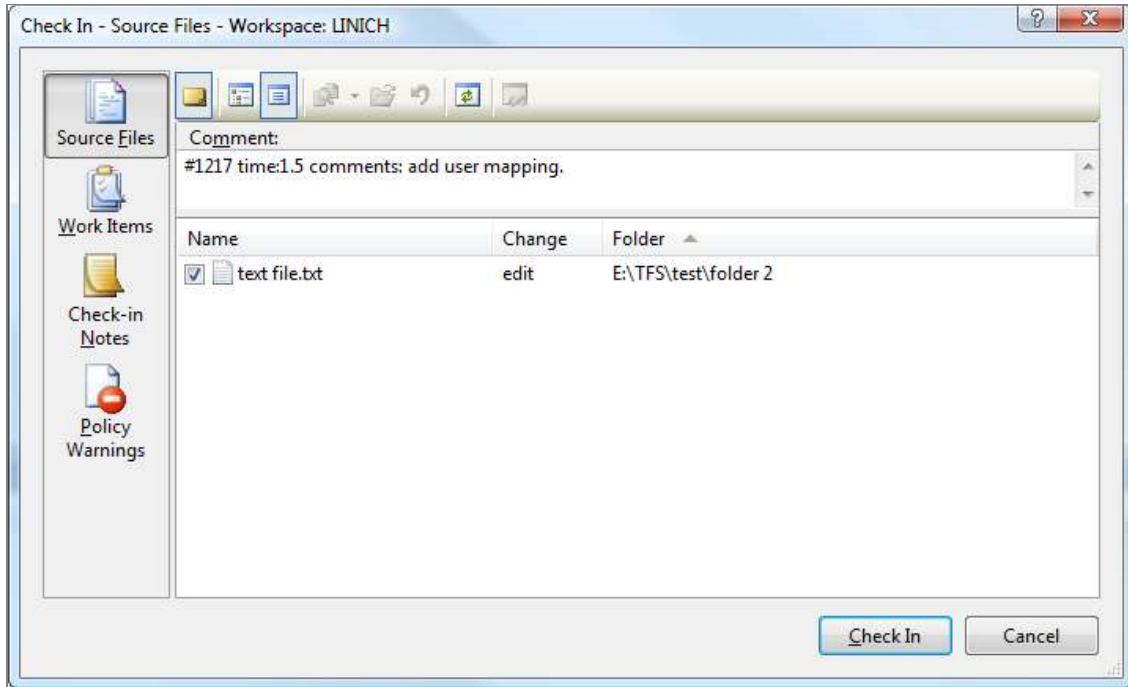 Check In - Source Files - Workspace: LINICH
Source Files
Work Items
Check-in
Notes
Policy
Warnings
Comment:
#1217 time:1.5 comments: add user mapping.
Name Change Folder
text file.txt edit E:\TFS\test\folder 2
Check In Cancel